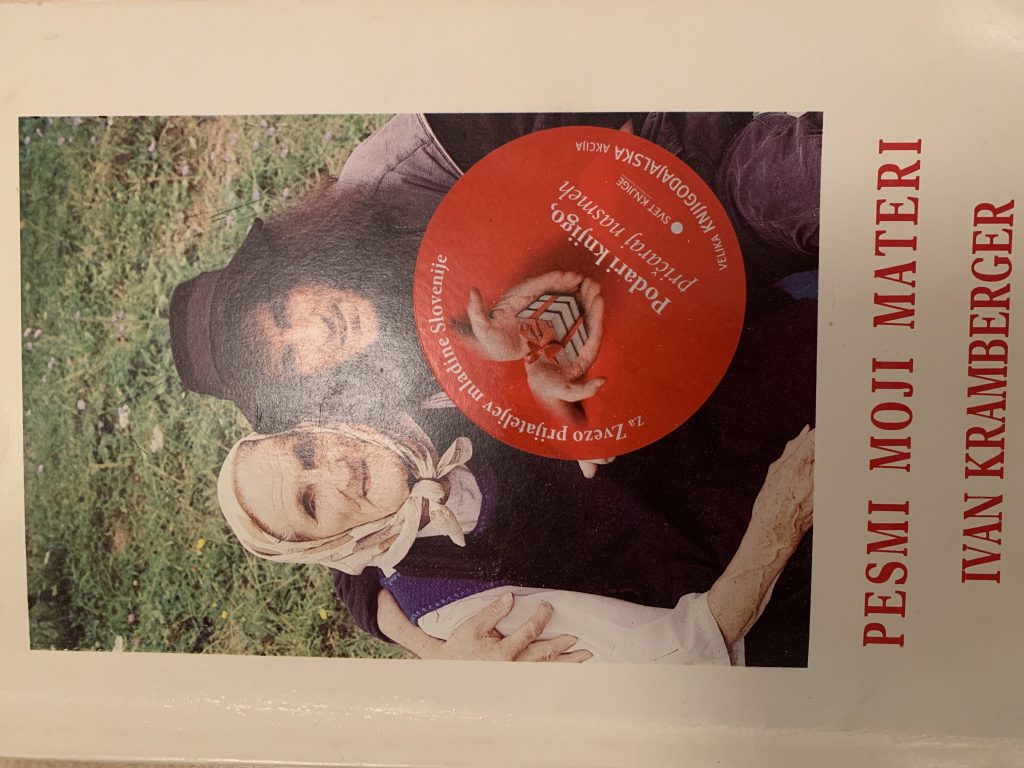 VELIKA KNJIGODAJALSKA AKCIJA
SVET KNJIGE
Podari knjigo,
pričaraj nasmeh
Za Zvezo prijateljev mladine Slovenije
PESMI MOJI MATERI
IVAN KRAMBERGER